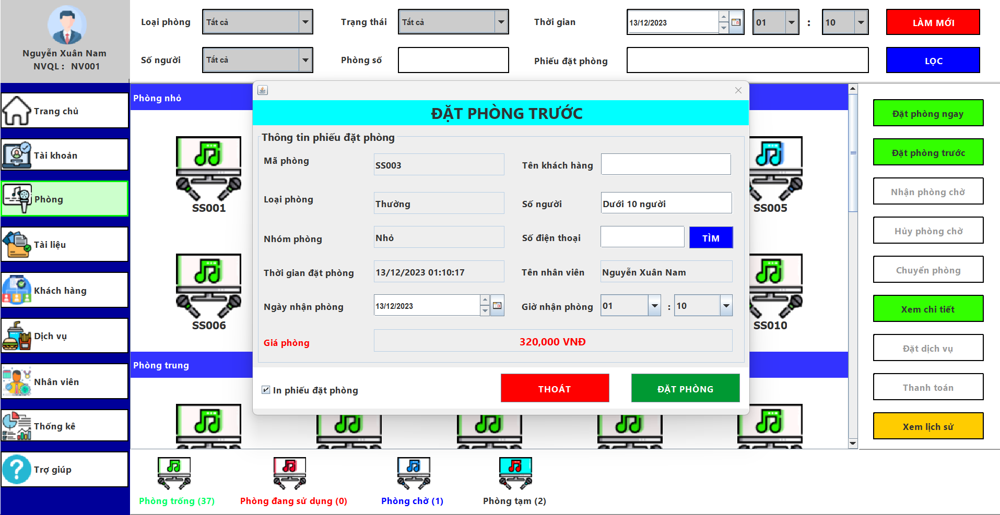 Nguyễn Xuân Nam
NVQL : NV001
Loại phòng
Tất cả
Trạng thái
Tất cả
Thời gian
13/12/2023
01
:
10
LÀM MỚI
Số người
Tất cả
Phòng số
Phiếu đặt phòng
LỌC
Trang chủ
Tài khoản
Phòng
Tài liệu
Khách hàng
Dịch vụ
Nhân viên
Thống kê
Trợ giúp
Phòng nhỏ
SS001
SS005
SS006
SS010
Phòng trung
ĐẶT PHÒNG TRƯỚC
Thông tin phiếu đặt phòng
Mã phòng
SS003
Tên khách hàng
Loại phòng
Thường
Số người
Dưới 10 người
Nhóm phòng
Nhỏ
Số điện thoại
TÌM
Thời gian đặt phòng
13/12/2023 01:10:17
Tên nhân viên
Nguyễn Xuân Nam
Ngày nhận phòng
13/12/2023
Giờ nhận phòng
01
:
10
Giá phòng
320,000 VNĐ
In phiếu đặt phòng
THOÁT
ĐẶT PHÒNG
Đặt phòng ngay
Đặt phòng trước
Nhận phòng chờ
Hủy phòng chờ
Chuyển phòng
Xem chi tiết
Đặt dịch vụ
Thanh toán
Xem lịch sử
Phòng trống (37)
Phòng đang sử dụng (0)
Phòng chờ (1)
Phòng tạm (2)